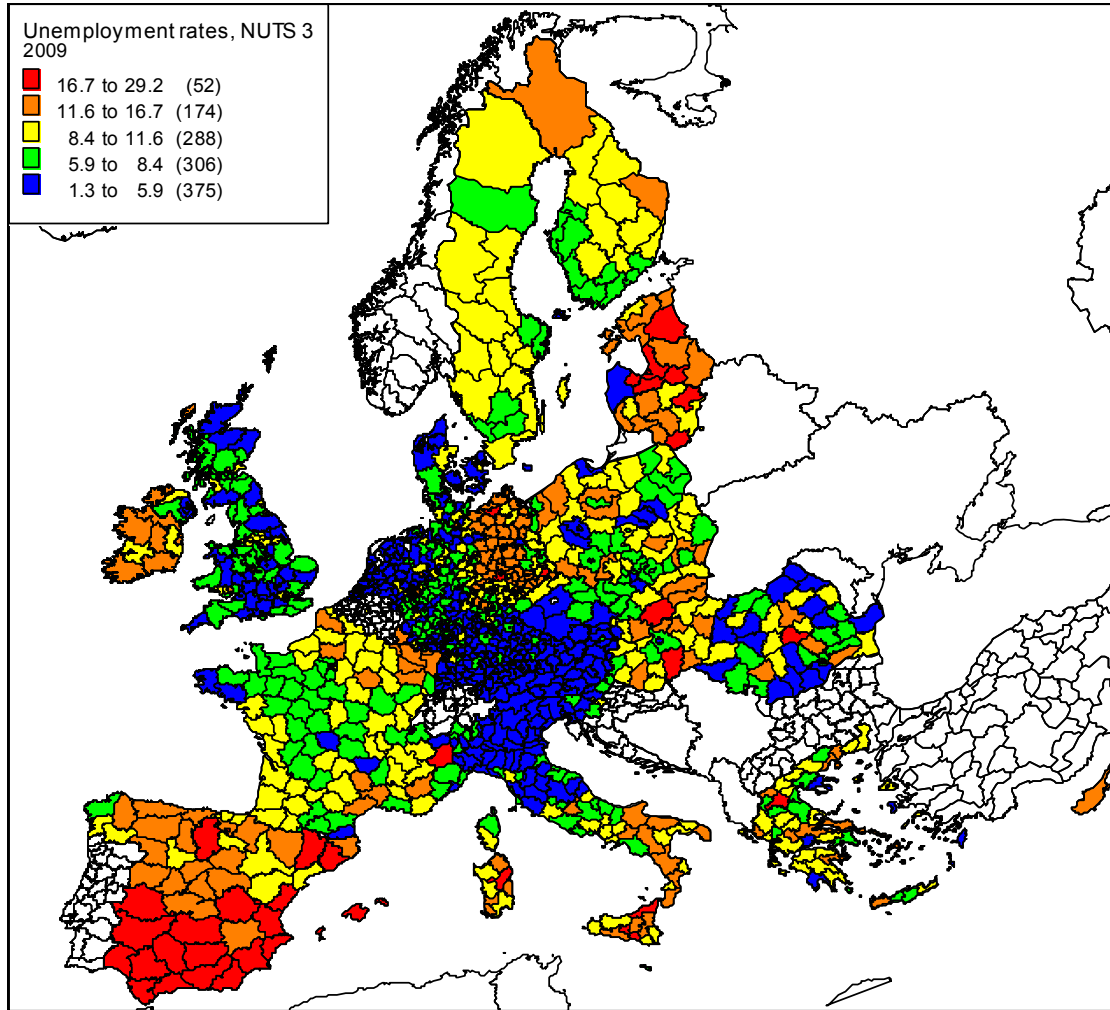 Unemployment rates, NUTS 3
2009
16.7 to 29.2 (52)
11.6 to 16.7 (174)
8.4 to 11.6 (288)
5.9 to 8.4 (306)
1.3 to 5.9 (375)